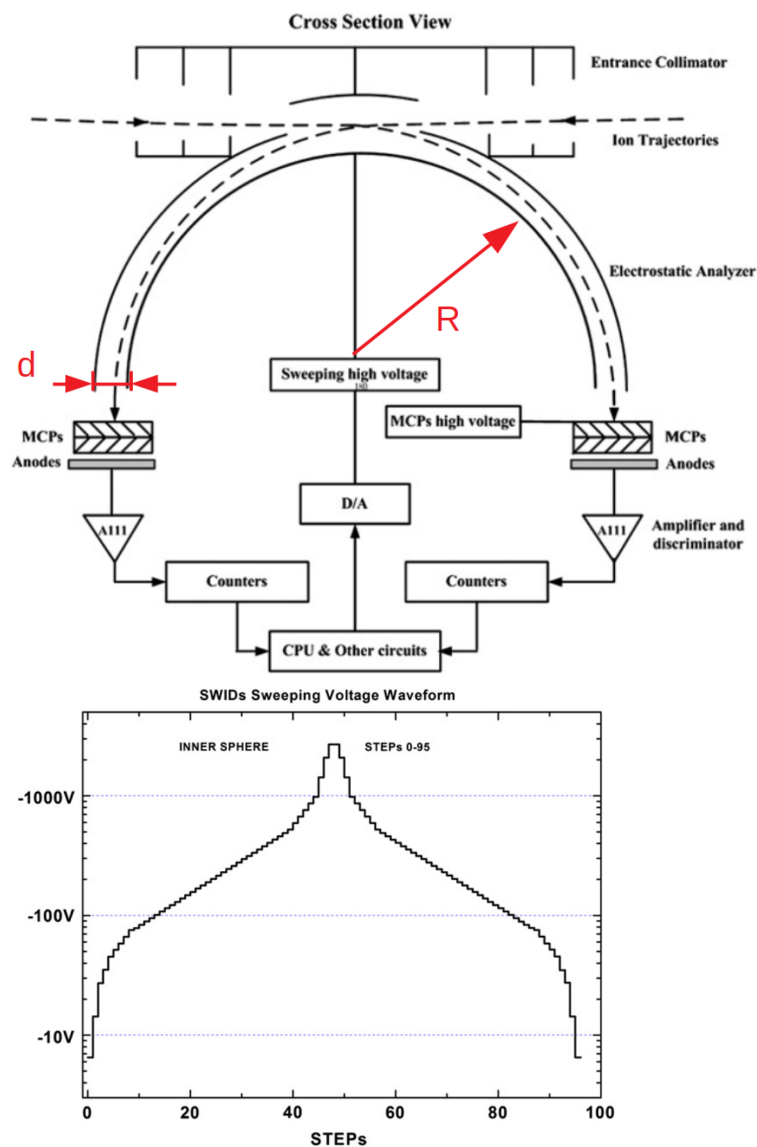 Cross Section View
Entrance Collimator
Ion Trajectories
Electrostatic Analyzer
R
d
Sweeping high voltage
180
MCPs high voltage
MCPs
MCPs
Anodes
Anodes
D/A
A111
A111
Amplifier and
discriminator
Counters
Counters
CPU & Other circuits
SWIDs Sweeping Voltage Waveform
INNER SPHERE
STEPs 0-95
-1000V
-100V
-10V
0
20
40
60
80
100
STEPs